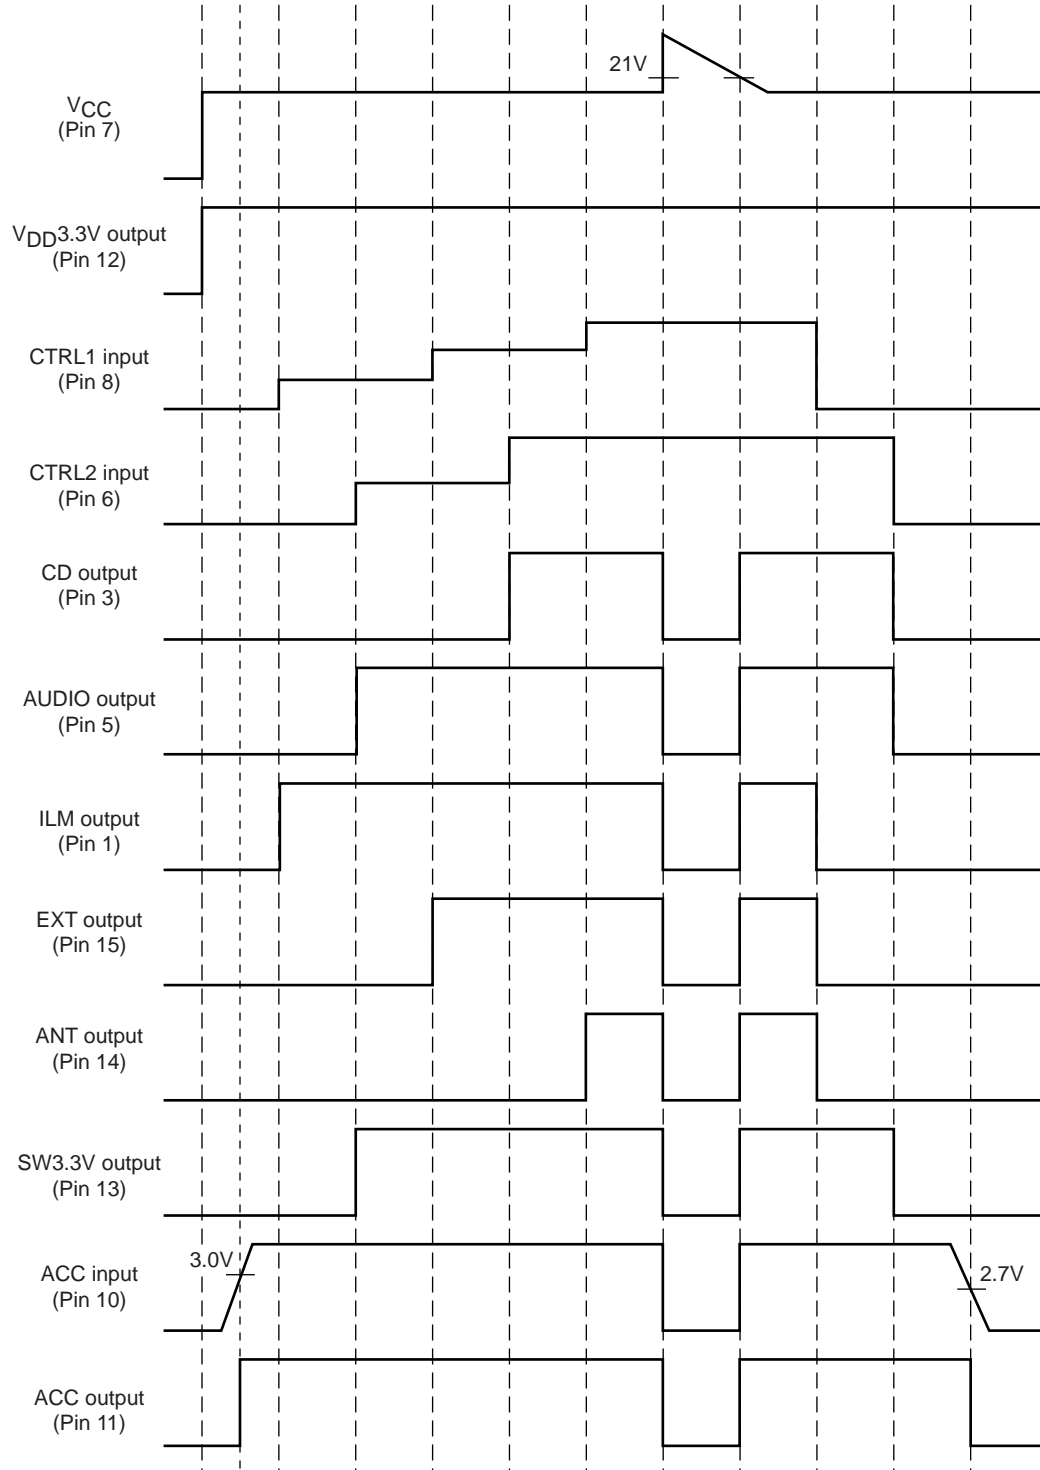 21V
VCC
(Pin 7)
VDD3.3V output
(Pin 12)
CTRL1 input
(Pin 8)
CTRL2 input
(Pin 6)
CD output
(Pin 3)
AUDIO output
(Pin 5)
ILM output
(Pin 1)
EXT output
(Pin 15)
ANT output
(Pin 14)
SW3.3V output
(Pin 13)
3.0V
ACC input
(Pin 10)
2.7V
ACC output
(Pin 11)